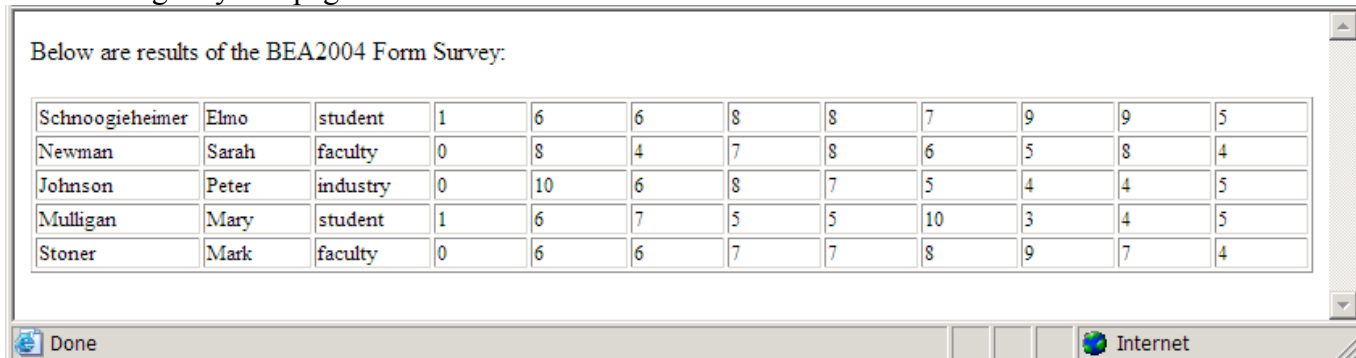 Below are results of the BEA2004 Form Survey:
Schnoogieheimer Elmo student 1 6 6 8 8 7 9 9 5
Newman Sarah faculty 0 8 4 7 8 6 5 8 4
Johnson Peter industry 0 10 6 8 7 5 4 4 5
Mulligan Mary student 1 6 7 5 5 10 3 4 5
Stoner Mark faculty 0 6 6 7 7 8 9 7 4
Done Internet